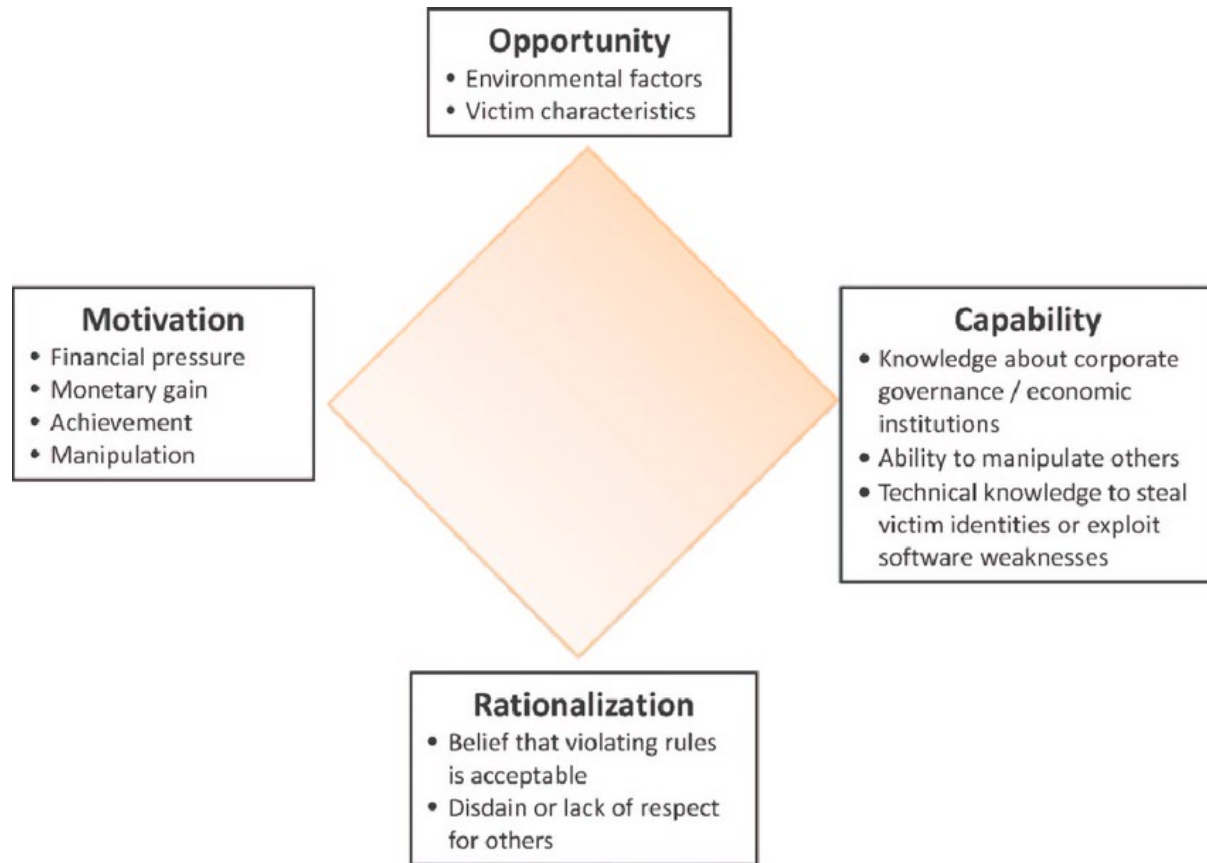 Opportunity
• Environmental factors
• Victim characteristics
Motivation
• Financial pressure
• Monetary gain
• Achievement
• Manipulation
Capability
• Knowledge about corporate
governance / economic
institutions
• Ability to manipulate others
• Technical knowledge to steal
victim identities or exploit
software weaknesses
Rationalization
• Belief that violating rules
is acceptable
• Disdain or lack of respect
for others